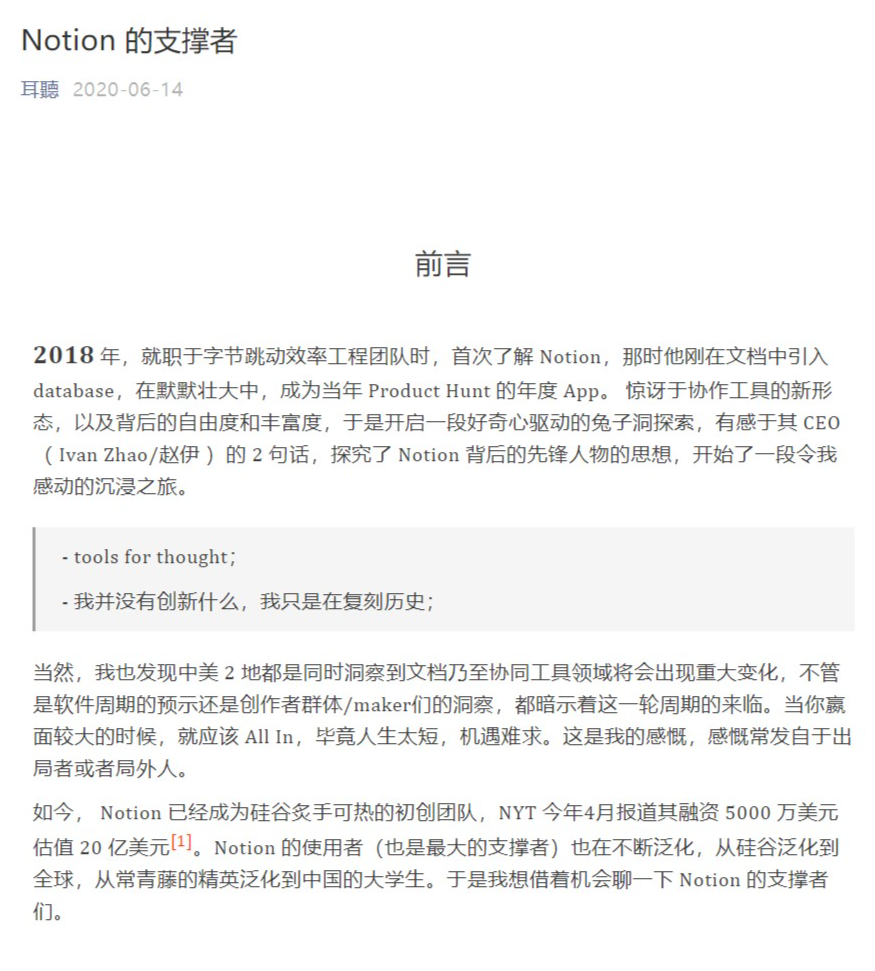 Notion 的支撑者
耳聽 2020-06-14
前言
2018 年，就职于字节跳动效率工程团队时，首次了解 Notion，那时他刚在文档中引入
database，在默默壮大中，成为当年 Product Hunt 的年度 App。 惊讶于协作工具的新形
态，以及背后的自由度和丰富度，于是开启一段好奇心驱动的兔子洞探索，有感于其 CEO
（ Ivan Zhao/赵伊 ）的 2 句话，探究了 Notion 背后的先锋人物的思想，开始了一段令我
感动的沉浸之旅。
- tools for thought；
- 我并没有创新什么，我只是在复刻历史；
当然，我也发现中美 2 地都是同时洞察到文档乃至协同工具领域将会出现重大变化，不管
是软件周期的预示还是创作者群体/maker们的洞察，都暗示着这一轮周期的来临。当你赢
面较大的时候，就应该 All In，毕竟人生太短，机遇难求。这是我的感慨，感慨常发自于出
局者或者局外人。
如今， Notion 已经成为硅谷炙手可热的初创团队，NYT 今年4月报道其融资 5000 万美元
估值 20 亿美元[1]。Notion 的使用者（也是最大的支撑者）也在不断泛化，从硅谷泛化到
全球，从常青藤的精英泛化到中国的大学生。于是我想借着机会聊一下 Notion 的支撑者
们。